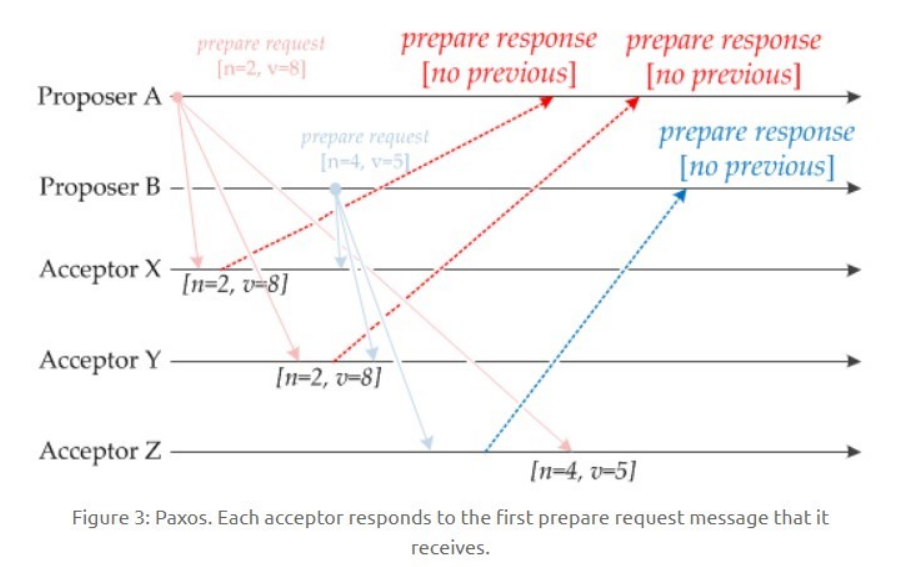 prepare request
[n=2, v=8]
prepare response
[no previous]
prepare response
[no previous]
Proposer A
prepare request
[n=4, v=5]
prepare response
[no previous]
Proposer B
Acceptor X
[n=2, v=8]
Acceptor Y
[n=2, v=8]
Acceptor Z
[n=4, v=5]
Figure 3: Paxos. Each acceptor responds to the first prepare request message that it
receives.